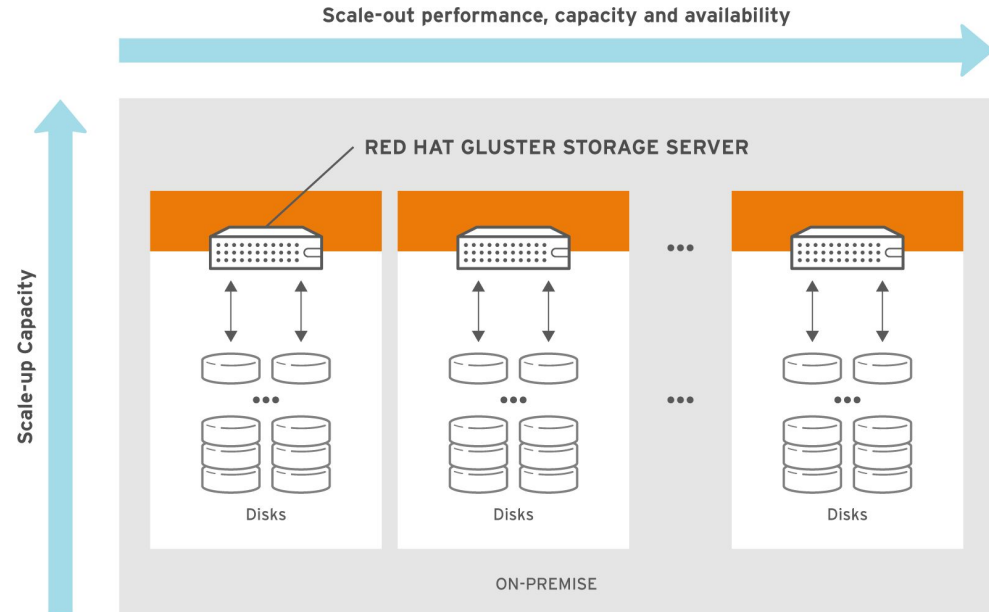 Scale-out performance, capacity and availability
Scale-up Capacity
RED HAT GLUSTER STORAGE SERVER
•••
••• ••• ••• •••
Disks Disks Disks
ON-PREMISE